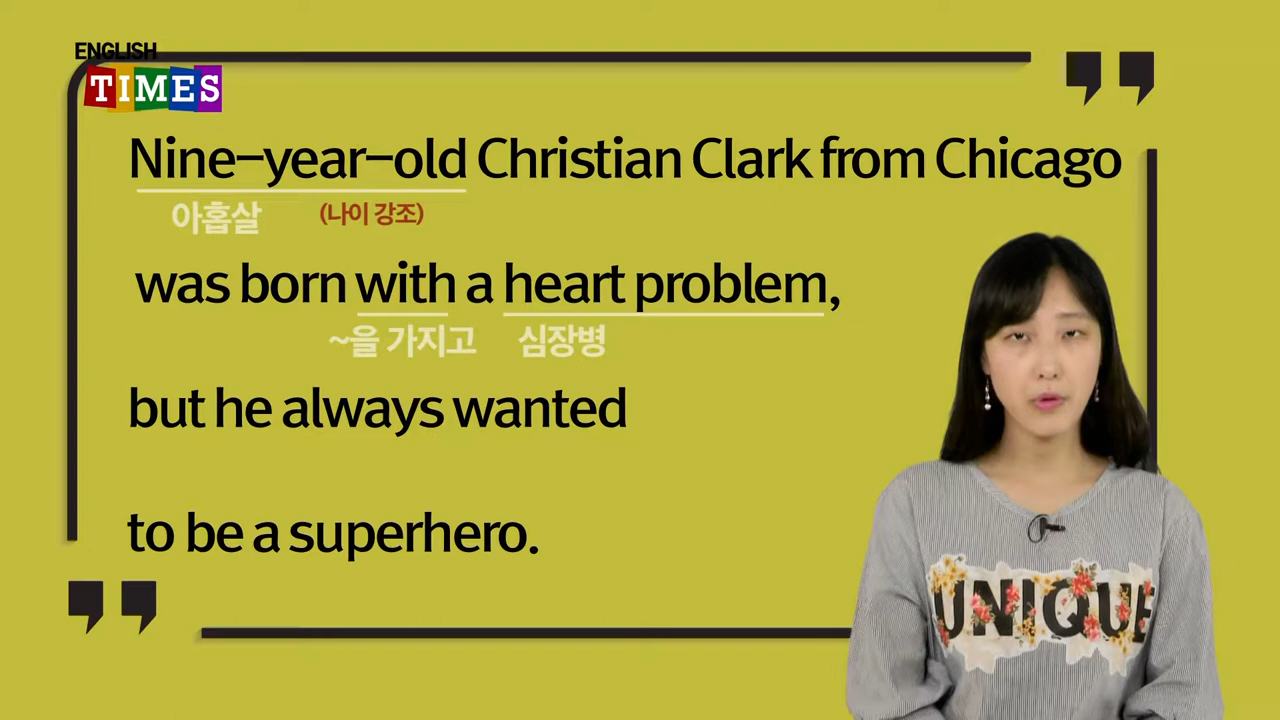 ENGLISH
TIMES
Nine-year-old Christian Clark from Chicago
아홉살 (나이 강조)
was born with a heart problem,
~을 가지고 심장병
but he always wanted
to be a superhero.
UNIQUE